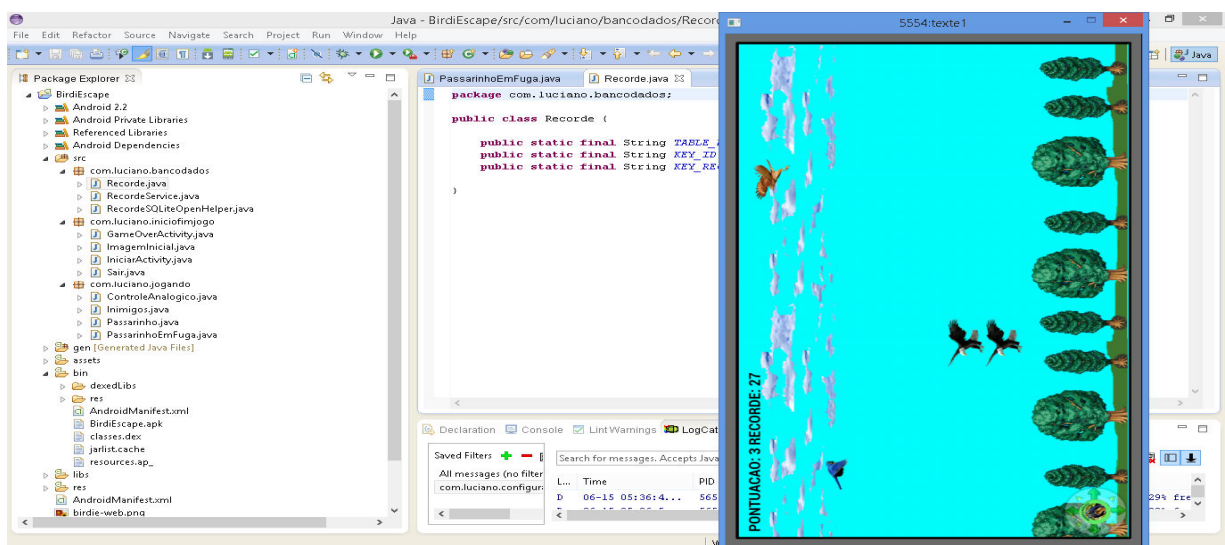 Java - BirdiEscape/src/com/luciano/bancodados/Recor
File Edit Refactor Source Navigate Search Project Run Window Help
Java
Package Explorer
BirdiEscape
Android 2.2
Android Private Libraries
Referenced Libraries
Android Dependencies
src
com.luciano.bancodados
Recorde.java
RecordeService.java
RecordeSQLiteOpenHelper.java
com.luciano.iniciofimjogo
GameOverActivity.java
ImagemInicial.java
IniciarActivity.java
Sair.java
com.luciano.jogando
ControleAnalogico.java
Inimigos.java
Passarinho.java
PassarinhoEmFuga.java
gen [Generated Java Files]
assets
bin
dexedLibs
res
AndroidManifest.xml
BirdiEscape.apk
classes.dex
jarlist.cache
resources.ap_
libs
res
AndroidManifest.xml
birdie-web.png
PassarinhoEmFuga.java Recorde.java
package com.luciano.bancodados;
public class Recorde {
public static final String TABLE_
public static final String KEY_ID
public static final String KEY_RE
}
Declaration Console Lint Warnings LogCat
Saved Filters
Search for messages. Accepts Java
All messages (no filter
com.luciano.configur
L... Time PID
D 06-15 05:36:4... 565
29% fre
5554:texte1
PONTUACAO: 3 RECORDE: 27